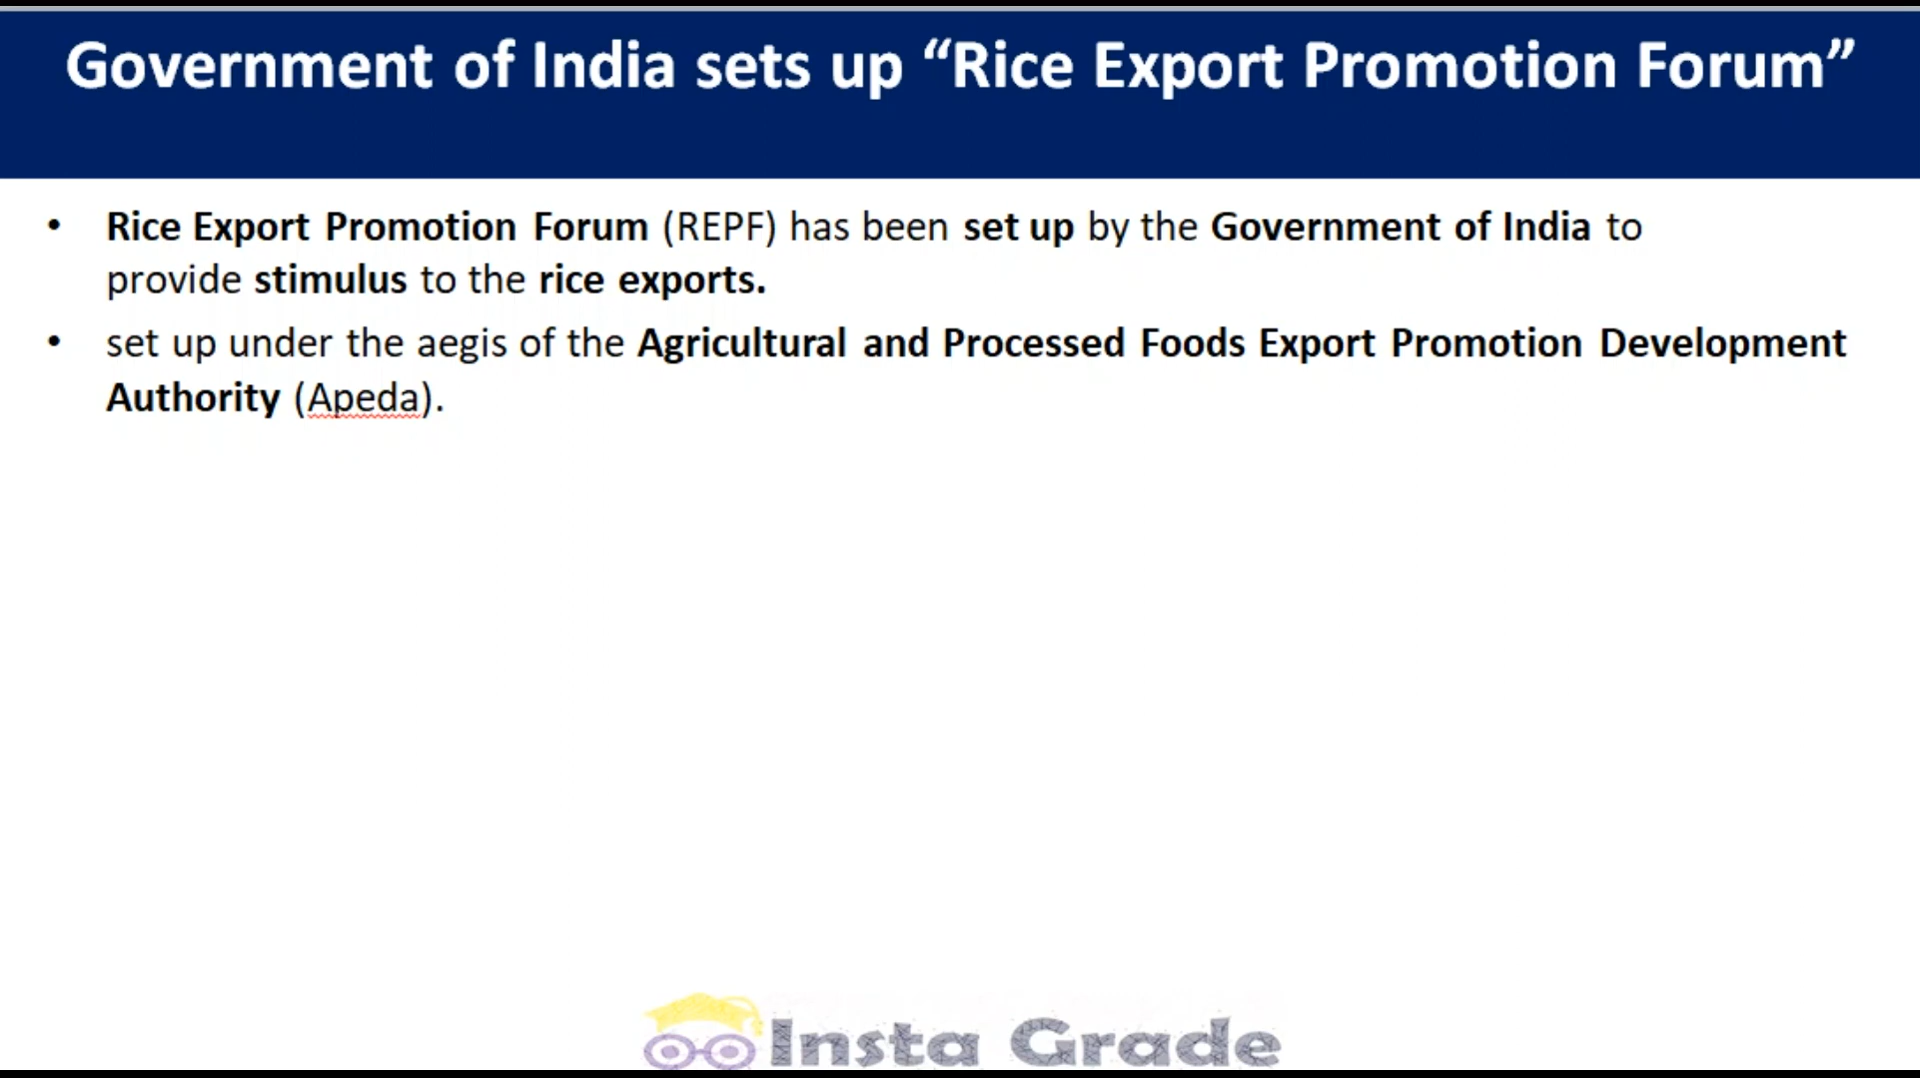 Government of India sets up “Rice Export Promotion Forum”
• Rice Export Promotion Forum (REPF) has been set up by the Government of India to
provide stimulus to the rice exports.
• set up under the aegis of the Agricultural and Processed Foods Export Promotion Development
Authority (Apeda).
Insta Grade